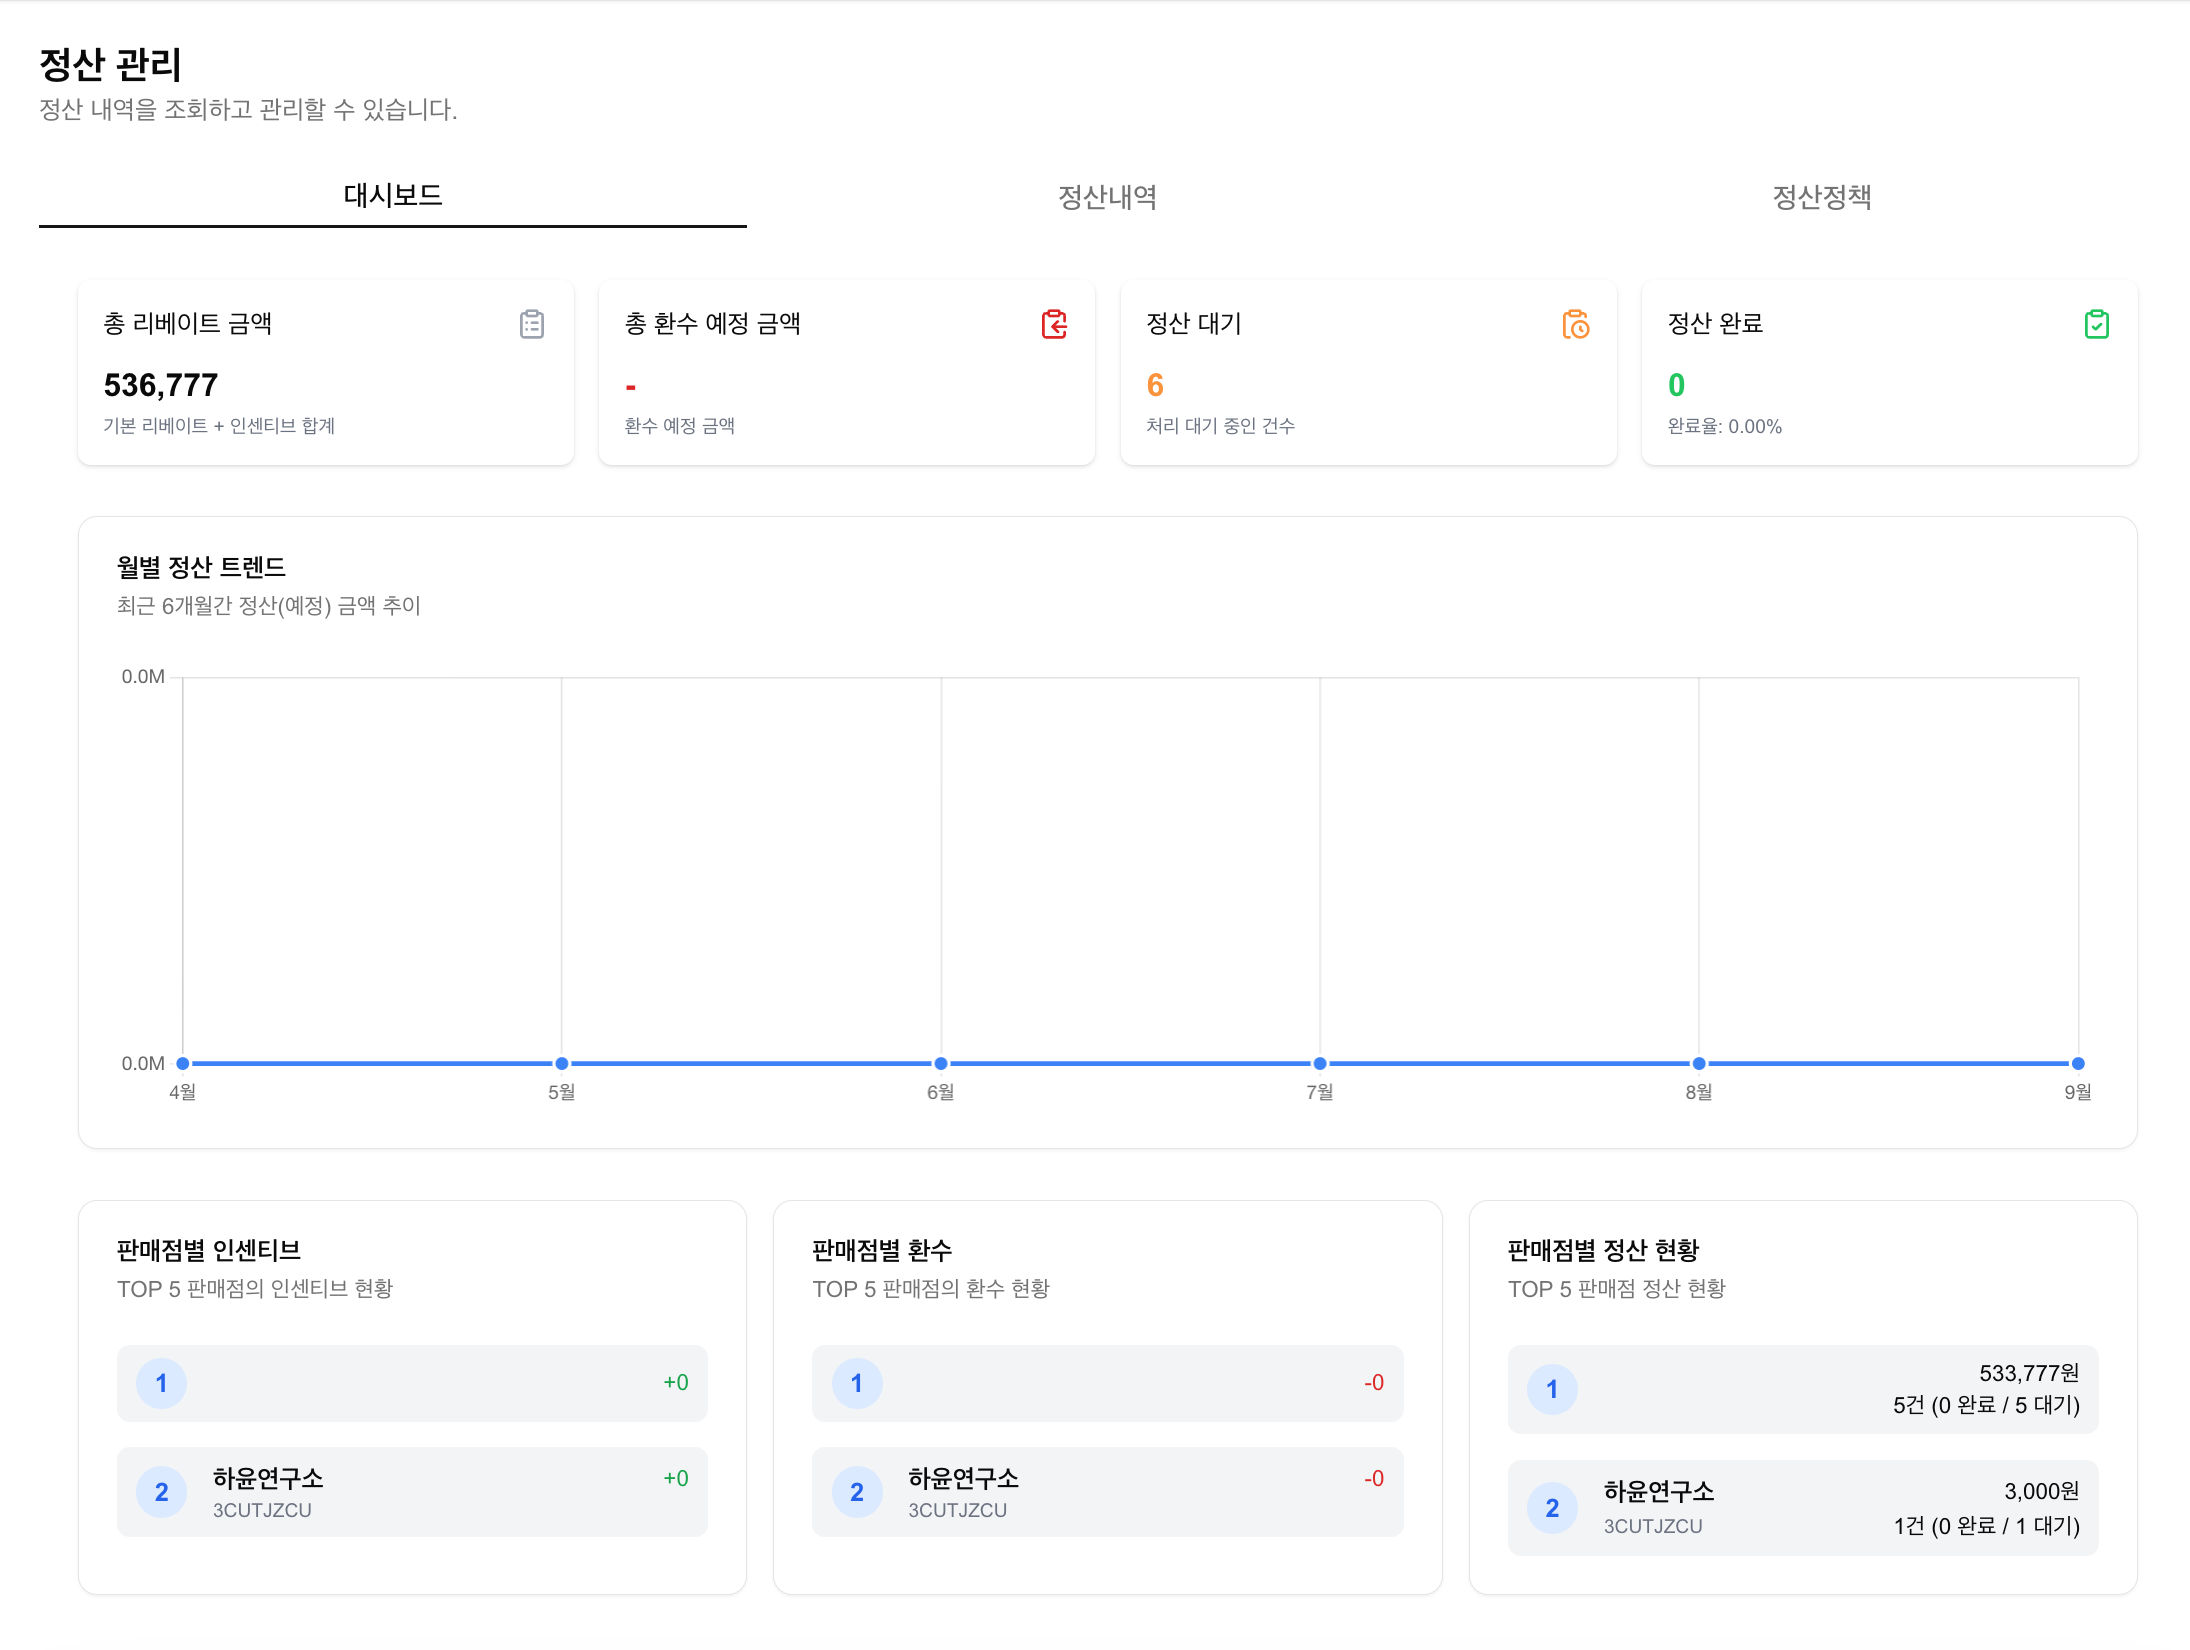 정산 관리
정산 내역을 조회하고 관리할 수 있습니다.
대시보드
정산내역
정산정책
총 리베이트 금액
536,777
기본 리베이트 + 인센티브 합계
총 환수 예정 금액
-
환수 예정 금액
정산 대기
6
처리 대기 중인 건수
정산 완료
0
완료율: 0.00%
월별 정산 트렌드
최근 6개월간 정산(예정) 금액 추이
0.0M
0.0M
4월
5월
6월
7월
8월
9월
판매점별 인센티브
TOP 5 판매점의 인센티브 현황
1
+0
2
하윤연구소
+0
3CUTJZCU
판매점별 환수
TOP 5 판매점의 환수 현황
1
-0
2
하윤연구소
-0
3CUTJZCU
판매점별 정산 현황
TOP 5 판매점 정산 현황
1
533,777원
5건 (0 완료 / 5 대기)
2
하윤연구소
3,000원
3CUTJZCU
1건 (0 완료 / 1 대기)